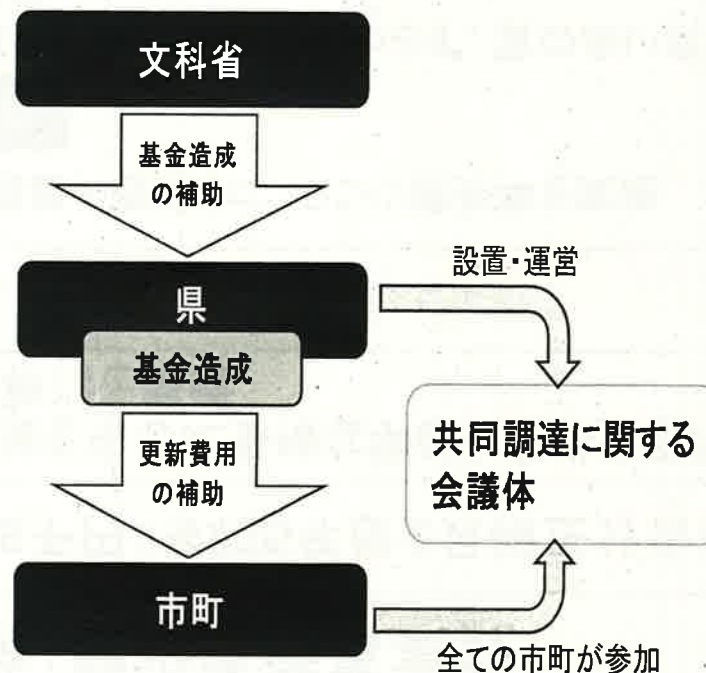 文科省
基金造成
の補助
県
設置・運営
基金造成
共同調達に関する
会議体
更新費用
の補助
市町
全ての市町が参加